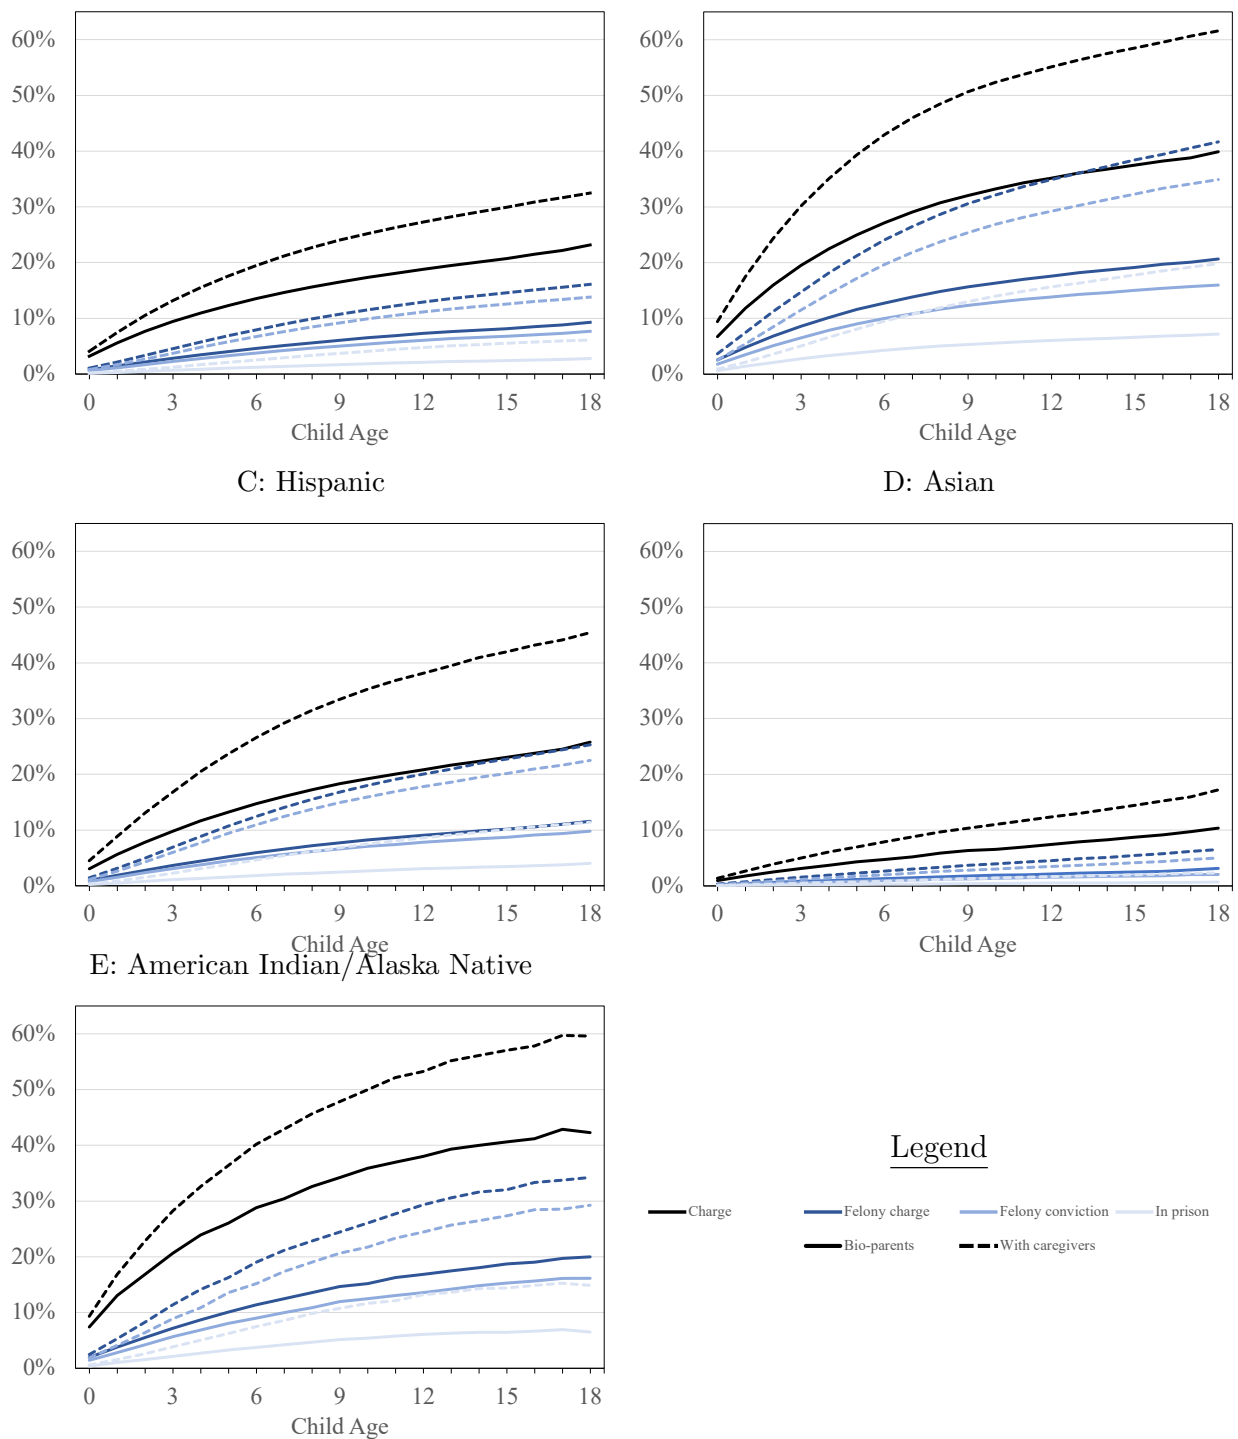 60%
50%
40%
30%
20%
10%
0%
0 3 6 9 12 15 18
Child Age
60%
50%
40%
30%
20%
10%
0%
0 3 6 9 12 15 18
Child Age
C: Hispanic
60%
50%
40%
30%
20%
10%
0%
0 3 6 9 12 15 18
Child Age
D: Asian
60%
50%
40%
30%
20%
10%
0%
0 3 6 9 12 15 18
Child Age
E: American Indian/Alaska Native
60%
50%
40%
30%
20%
10%
0%
0 3 6 9 12 15 18
Child Age
Legend
Charge Felony charge Felony conviction In prison
Bio-parents With caregivers